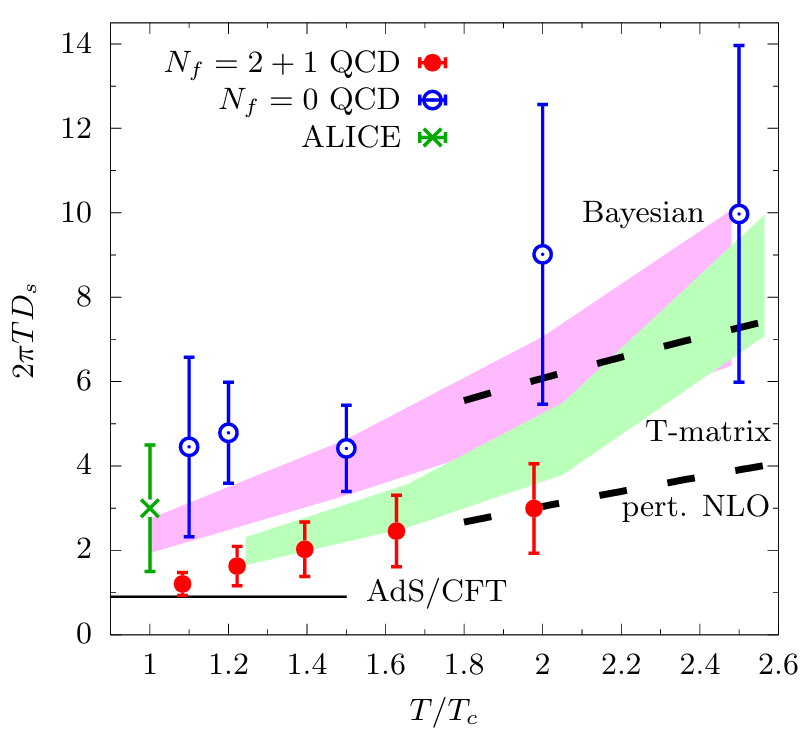 14
12
10
8
6
4
2
0
2πTD_s
N_f = 2 + 1 QCD
N_f = 0 QCD
ALICE
Bayesian
T-matrix
pert. NLO
AdS/CFT
1 1.2 1.4 1.6 1.8 2 2.2 2.4 2.6
T/T_c